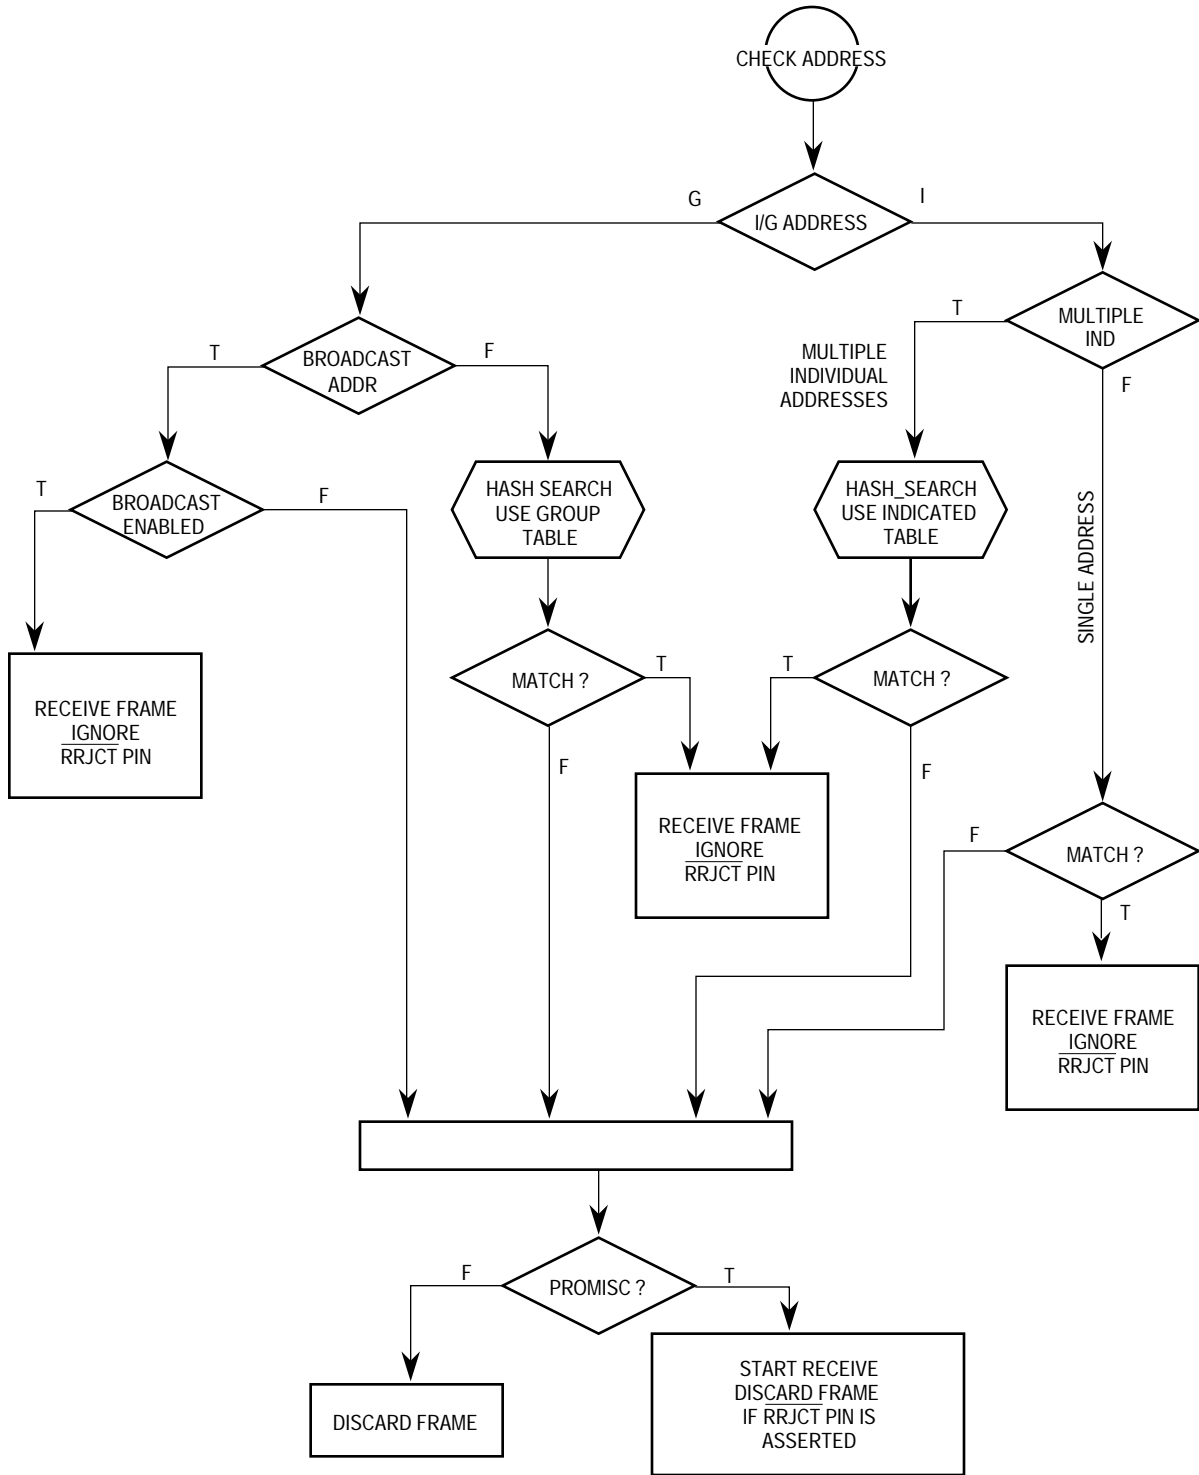 CHECK ADDRESS
G
I
I/G ADDRESS
T
MULTIPLE
IND
F
MULTIPLE
INDIVIDUAL
ADDRESSES
T
BROADCAST
ADDR
F
T
BROADCAST
ENABLED
F
HASH SEARCH
USE GROUP
TABLE
HASH_SEARCH
USE INDICATED
TABLE
SINGLE ADDRESS
RECEIVE FRAME
IGNORE
RRJCT PIN
MATCH ?
T
F
T
MATCH ?
F
RECEIVE FRAME
IGNORE
RRJCT PIN
F
MATCH ?
T
RECEIVE FRAME
IGNORE
RRJCT PIN
F
PROMISC ?
T
DISCARD FRAME
START RECEIVE
DISCARD FRAME
IF RRJCT PIN IS
ASSERTED